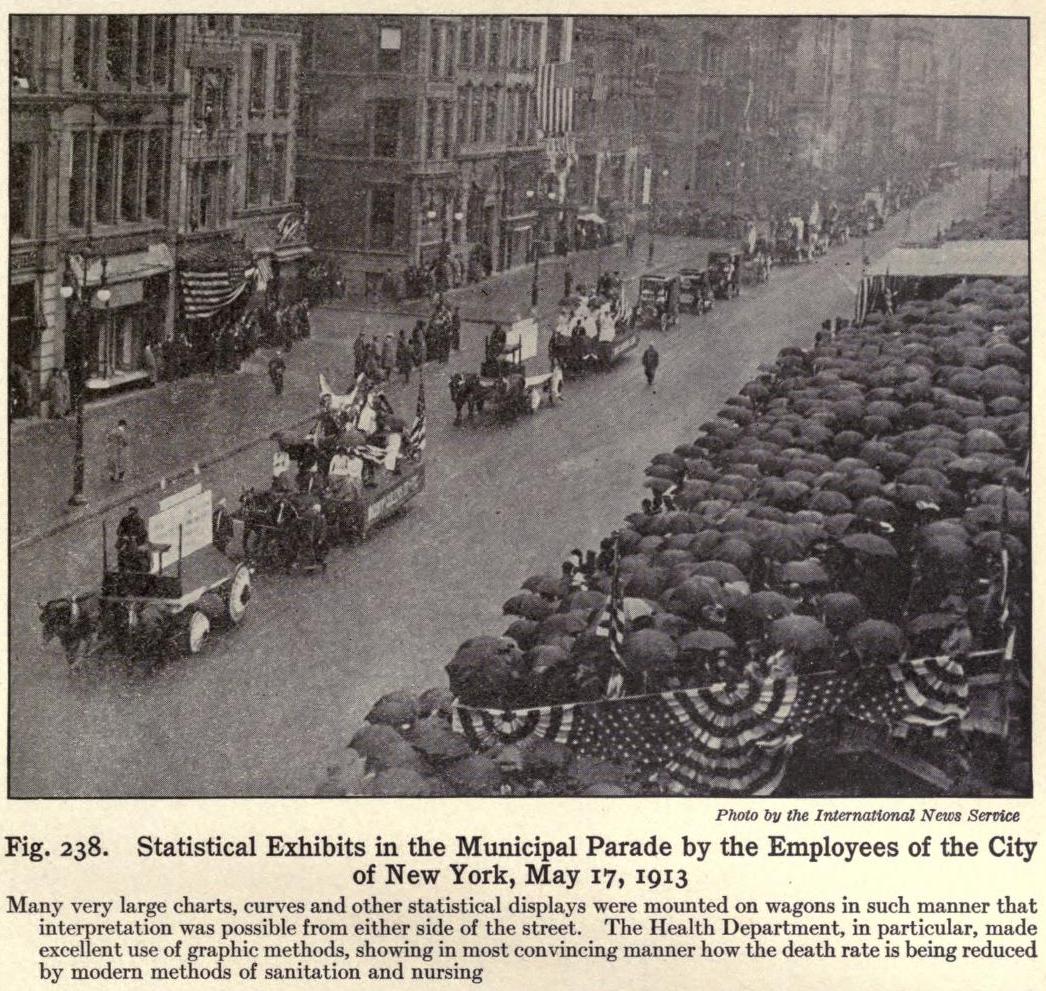 Photo by the International News Service
Fig. 238. Statistical Exhibits in the Municipal Parade by the Employees of the City
of New York, May 17, 1913
Many very large charts, curves and other statistical displays were mounted on wagons in such manner that
interpretation was possible from either side of the street. The Health Department, in particular, made
excellent use of graphic methods, showing in most convincing manner how the death rate is being reduced
by modern methods of sanitation and nursing